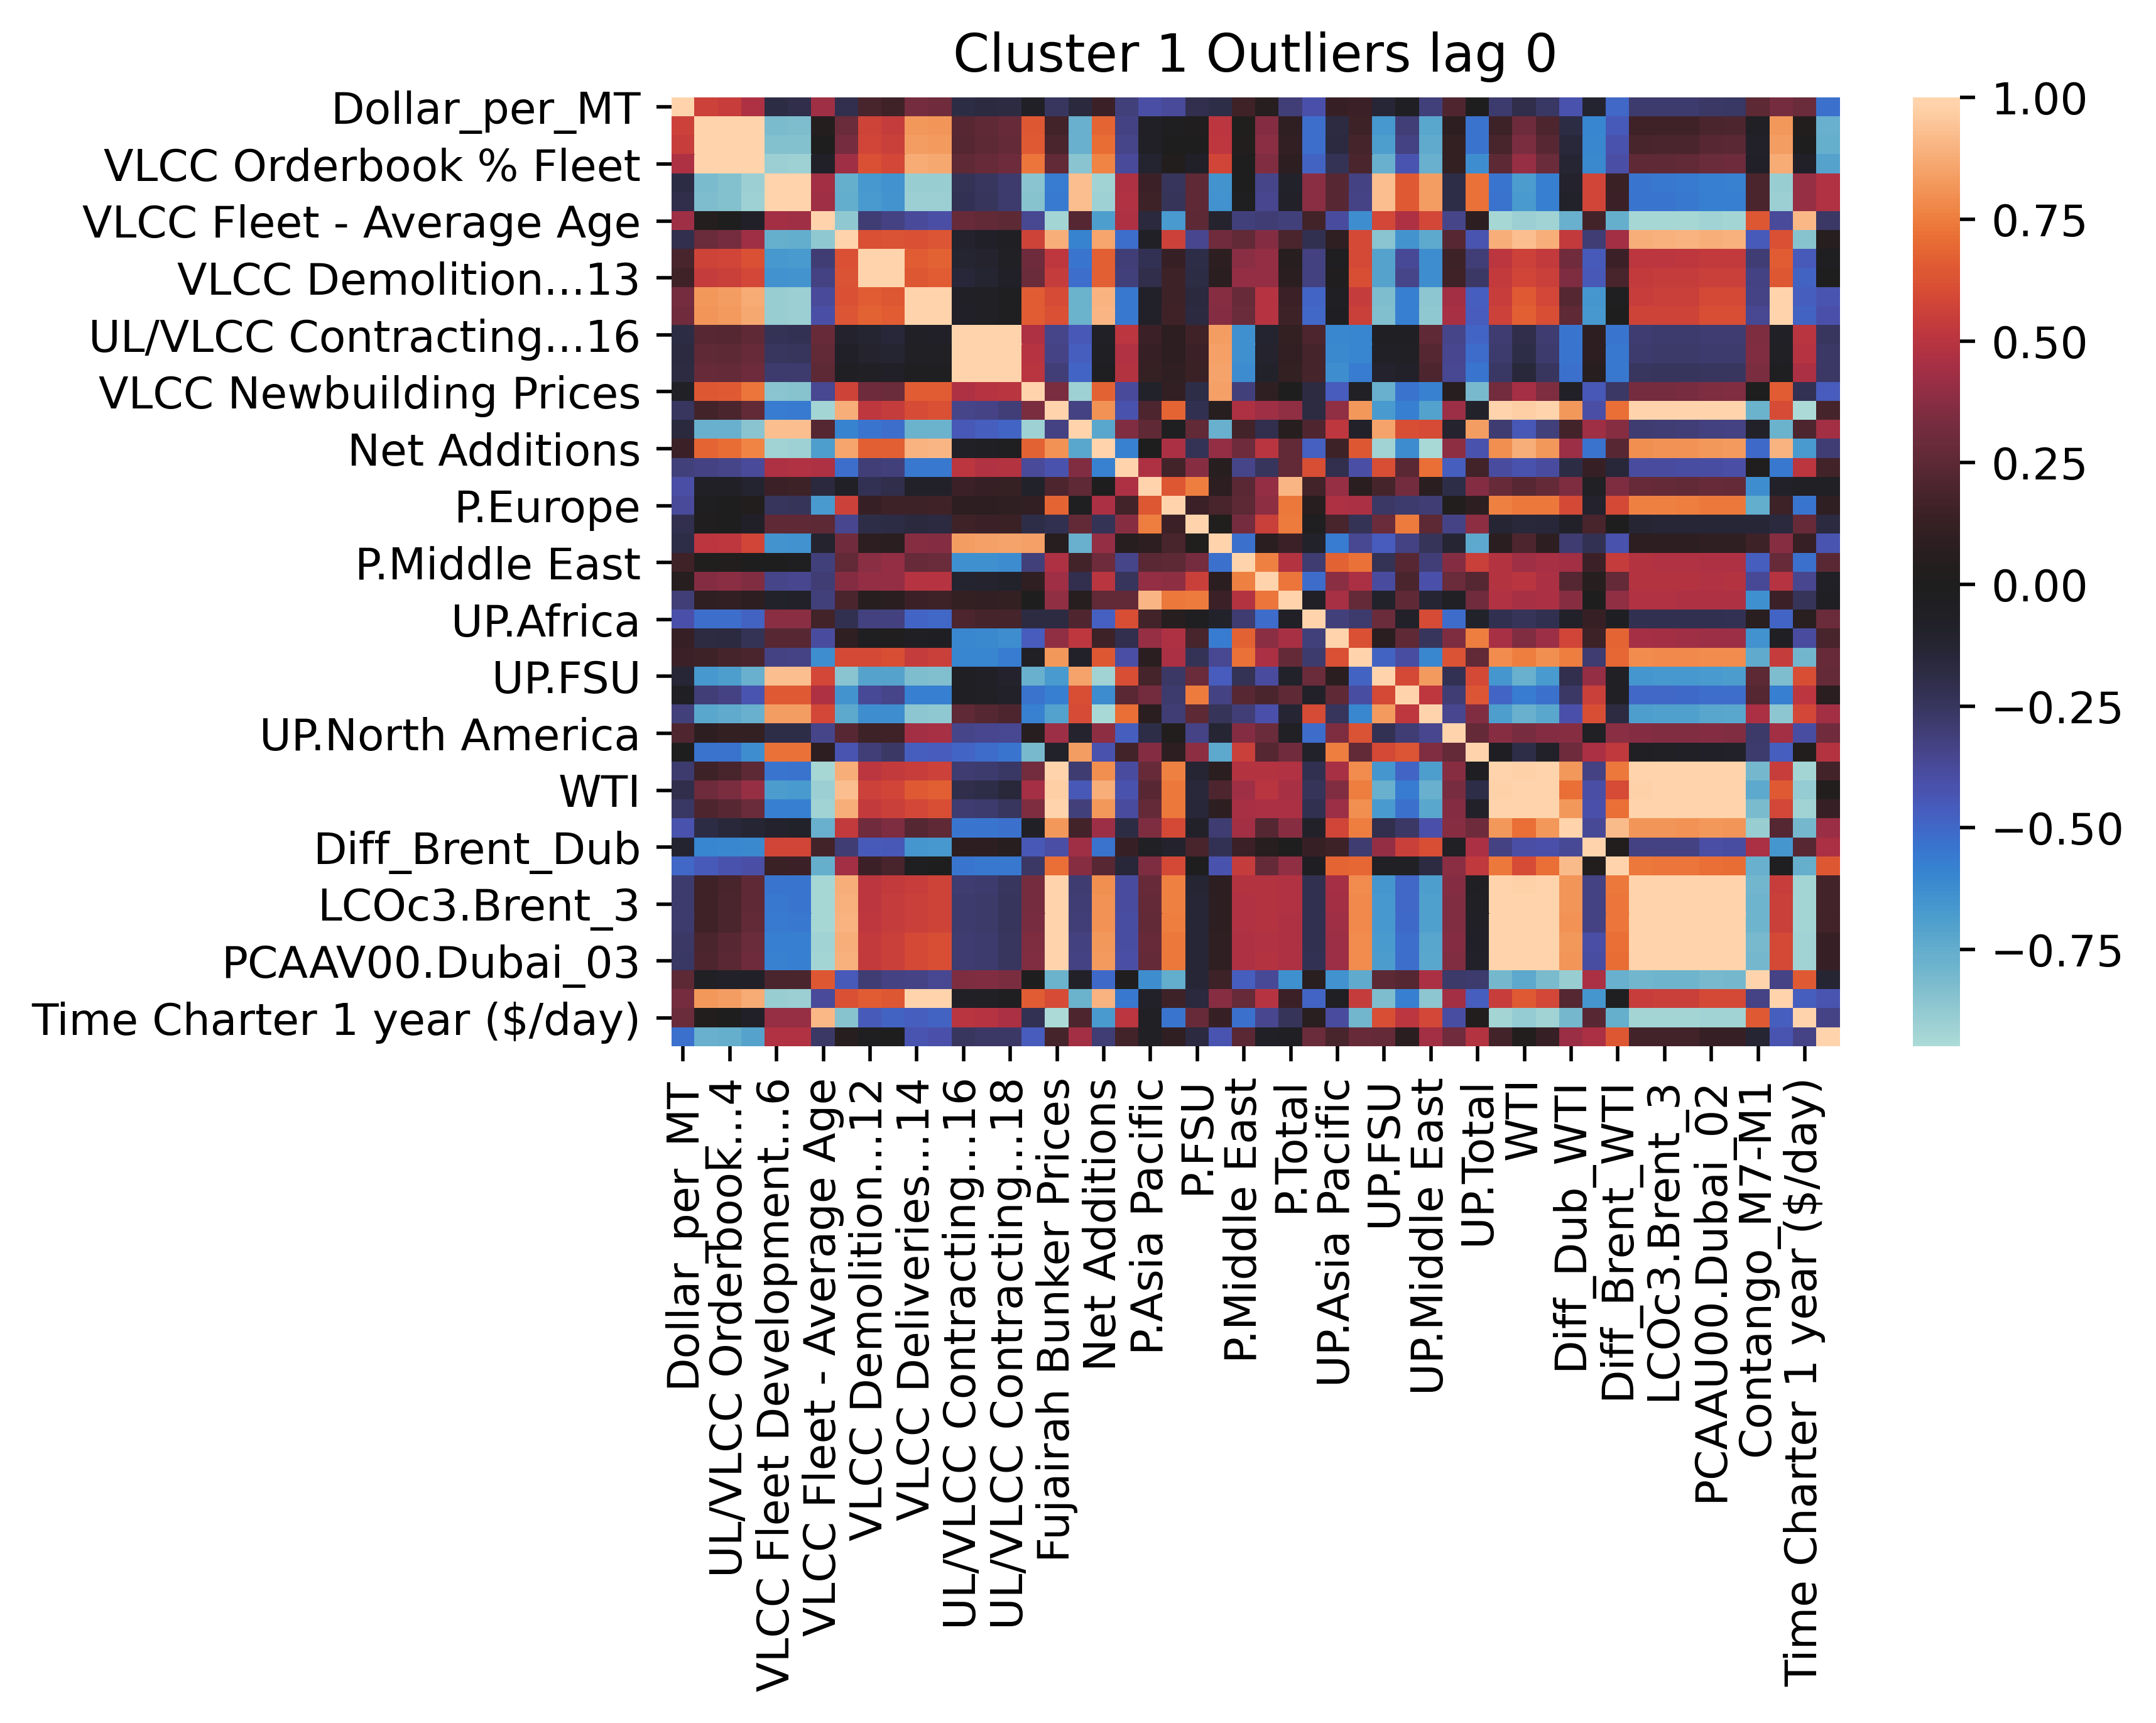 Cluster 1 Outliers lag 0
Dollar_per_MT
VLCC Orderbook % Fleet
VLCC Fleet - Average Age
VLCC Demolition...13
UL/VLCC Contracting...16
VLCC Newbuilding Prices
Net Additions
P.Europe
P.Middle East
UP.Africa
UP.FSU
UP.North America
WTI
Diff_Brent_Dub
LCOc3.Brent_3
PCAAV00.Dubai_03
Time Charter 1 year ($/day)
Dollar_per_MT
UL/VLCC Orderbook...4
VLCC Fleet Development...6
VLCC Fleet - Average Age
VLCC Demolition...12
VLCC Deliveries...14
UL/VLCC Contracting...16
UL/VLCC Contracting...18
Fujairah Bunker Prices
Net Additions
P.Asia Pacific
P.FSU
P.Middle East
P.Total
UP.Asia Pacific
UP.FSU
UP.Middle East
UP.Total
WTI
Diff_Dub_WTI
Diff_Brent_WTI
LCOc3.Brent_3
PCAAU00.Dubai_02
Contango_M7-M1
Time Charter 1 year ($/day)
1.00
0.75
0.50
0.25
0.00
−0.25
−0.50
−0.75